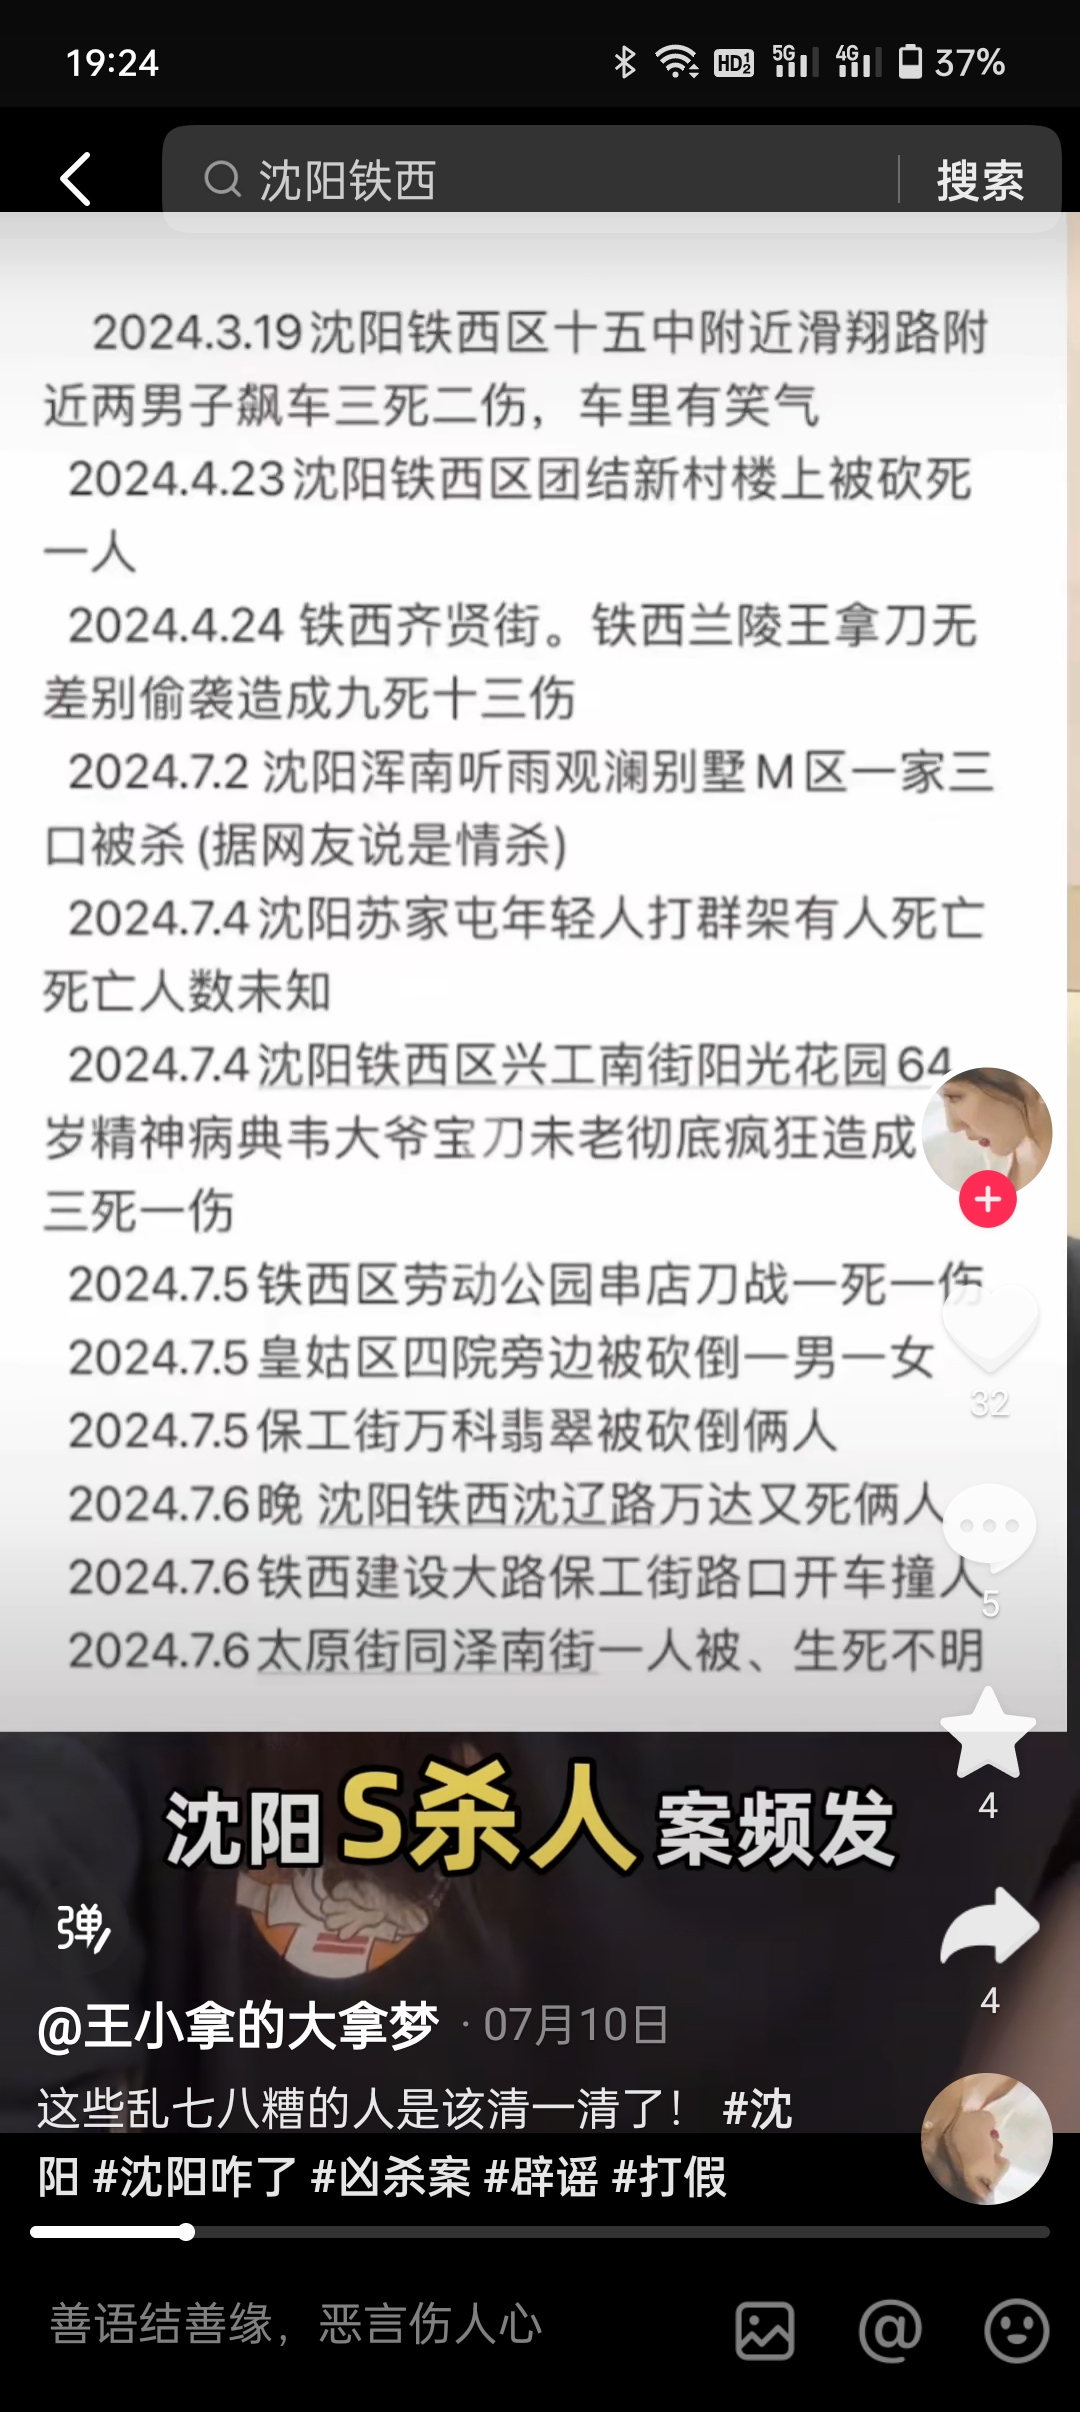 19:24
HD 1 2 5G 4G 37%
沈阳铁西 搜索
2024.3.19沈阳铁西区十五中附近滑翔路附
近两男子飙车三死二伤，车里有笑气
2024.4.23沈阳铁西区团结新村楼上被砍死
一人
2024.4.24 铁西齐贤街。铁西兰陵王拿刀无
差别偷袭造成九死十三伤
2024.7.2 沈阳浑南听雨观澜别墅M区一家三
口被杀(据网友说是情杀)
2024.7.4沈阳苏家屯年轻人打群架有人死亡
死亡人数未知
2024.7.4沈阳铁西区兴工南街阳光花园64
岁精神病典韦大爷宝刀未老彻底疯狂造成
三死一伤
2024.7.5铁西区劳动公园串店刀战一死一伤
2024.7.5皇姑区四院旁边被砍倒一男一女
2024.7.5保工街万科翡翠被砍倒俩人
2024.7.6晚 沈阳铁西沈辽路万达又死俩人
2024.7.6铁西建设大路保工街路口开车撞人
2024.7.6太原街同泽南街一人被、生死不明
32
5
4
4
沈阳S杀人案频发
弹
@王小拿的大拿梦 · 07月10日
这些乱七八糟的人是该清一清了！ #沈
阳 #沈阳咋了 #凶杀案 #辟谣 #打假
善语结善缘，恶言伤人心